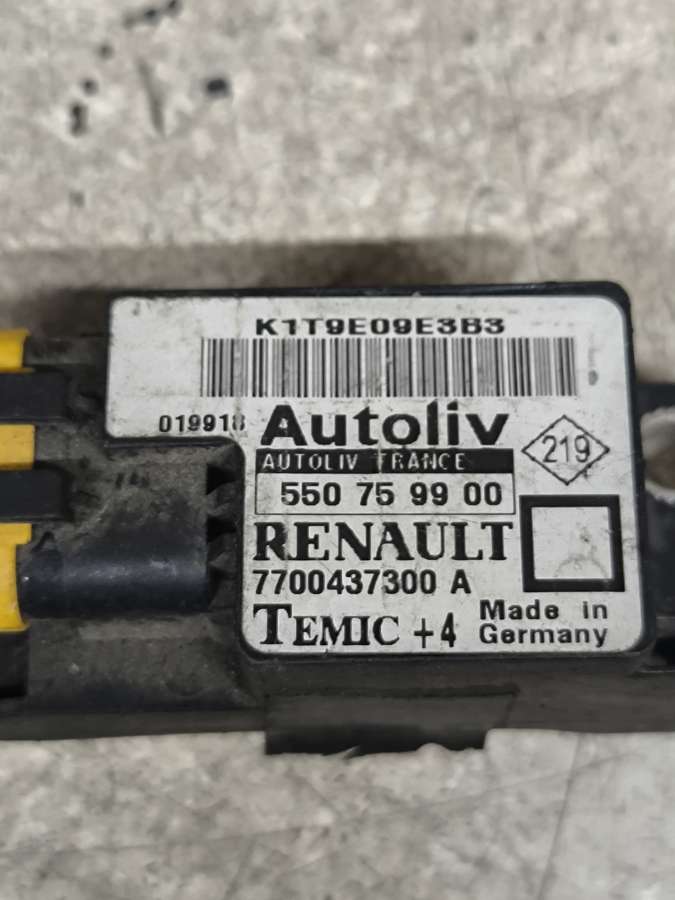 K1T9E09E3B3
019918
Autoliv
219
AUTOLIV FRANCE
550 75 99 00
RENAULT
7700437300 A
TEMIC +4
Made in
Germany